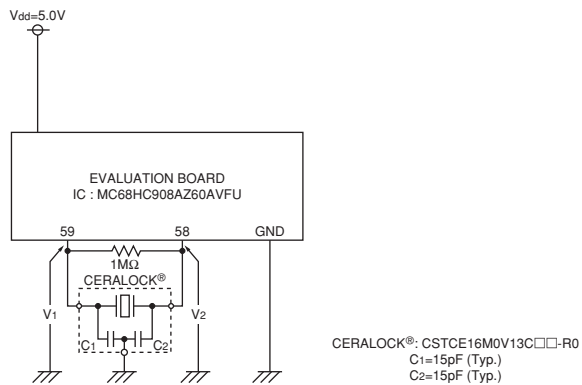 Vdd=5.0V
EVALUATION BOARD
IC : MC68HC908AZ60AVFU
59 58 GND
1MΩ
CERALOCK®
V1 V2
C1 C2
CERALOCK®: CSTCE16M0V13C□□-R0
C1=15pF (Typ.)
C2=15pF (Typ.)